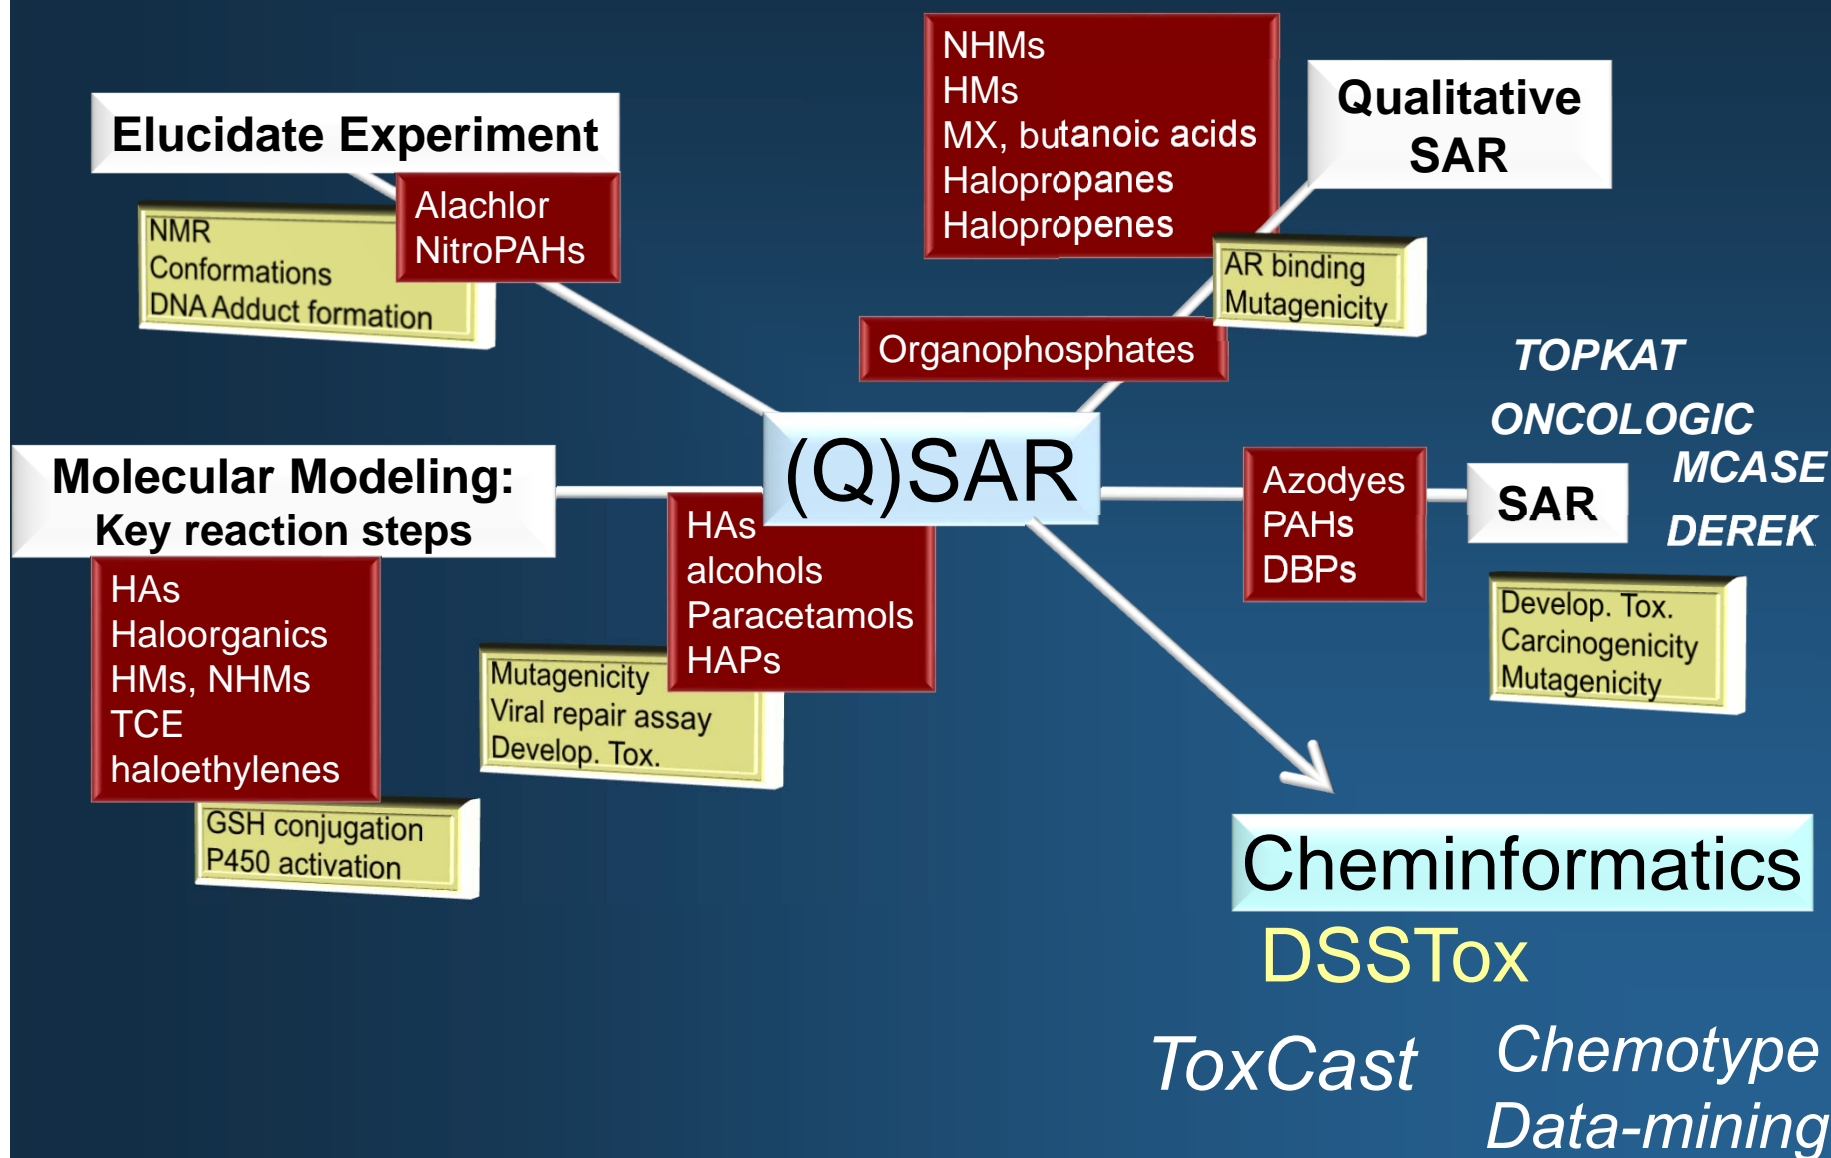 NHMs
HMs
MX, butanoic acids
Halopropanes
Halopropenes
Qualitative
SAR
Elucidate Experiment
Alachlor
NitroPAHs
NMR
Conformations
DNA Adduct formation
AR binding
Mutagenicity
Organophosphates
TOPKAT
ONCOLOGIC
MCASE
DEREK
(Q)SAR
Molecular Modeling:
Key reaction steps
Azodyes
PAHs
DBPs
SAR
HAs
alcohols
Paracetamols
HAPs
HAs
Haloorganics
HMs, NHMs
TCE
haloethylenes
Mutagenicity
Viral repair assay
Develop. Tox.
Develop. Tox.
Carcinogenicity
Mutagenicity
GSH conjugation
P450 activation
Cheminformatics
DSSTox
ToxCast
Chemotype
Data-mining